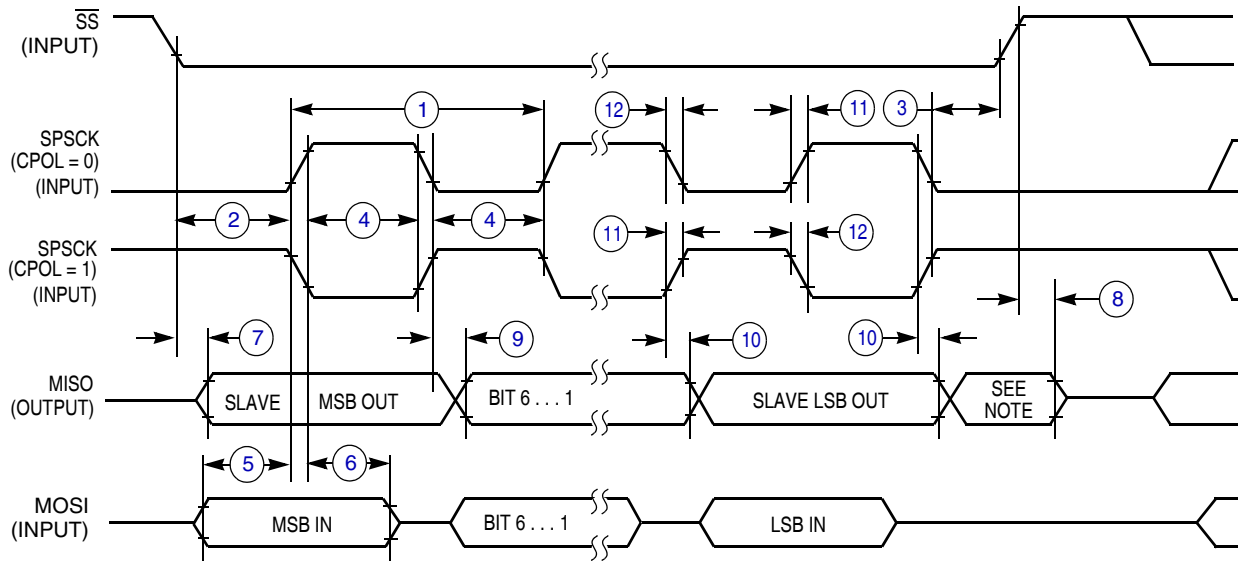 SS
(INPUT)
1
12
11
3
SPSCK
(CPOL = 0)
(INPUT)
2
4
4
11
12
SPSCK
(CPOL = 1)
(INPUT)
8
7
9
10
10
MISO
(OUTPUT)
SLAVE
MSB OUT
BIT 6 . . . 1
SLAVE LSB OUT
SEE
NOTE
5
6
MOSI
(INPUT)
MSB IN
BIT 6 . . . 1
LSB IN